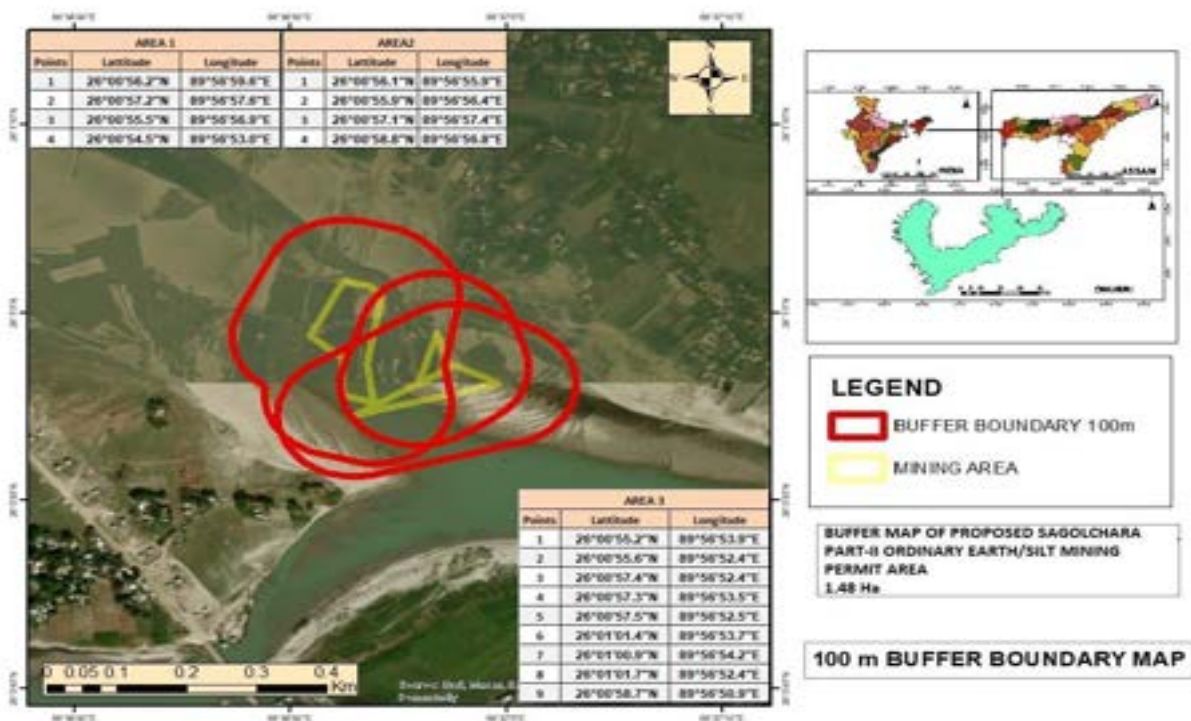 AREA 1
Points Lattitude Longitude
1 26°00'56.2"N 89°56'59.6"E
2 26°00'57.2"N 89°56'57.6"E
3 26°00'55.5"N 89°56'56.9"E
4 26°00'54.5"N 89°56'53.0"E
AREA2
Points Lattitude Longitude
1 26°00'56.1"N 89°56'55.9"E
2 26°00'55.9"N 89°56'56.4"E
3 26°00'57.1"N 89°56'57.4"E
4 26°00'58.8"N 89°56'56.8"E
N
W E
INDIA
ASSAM
DHUBRI
LEGEND
BUFFER BOUNDARY 100m
MINING AREA
AREA 3
Points Lattitude Longitude
1 26°00'55.2"N 89°56'53.9"E
2 26°00'55.6"N 89°56'52.4"E
3 26°00'57.4"N 89°56'52.4"E
4 26°00'57.3"N 89°56'53.5"E
5 26°00'57.5"N 89°56'52.5"E
6 26°01'01.4"N 89°56'53.7"E
7 26°01'00.9"N 89°56'54.2"E
8 26°01'01.7"N 89°56'52.4"E
9 26°00'58.7"N 89°56'50.9"E
BUFFER MAP OF PROPOSED SAGOLCHARA
PART-II ORDINARY EARTH/SILT MINING
PERMIT AREA
1.48 Ha
100 m BUFFER BOUNDARY MAP
0 0.05 0.1 0.2 0.3 0.4
Km